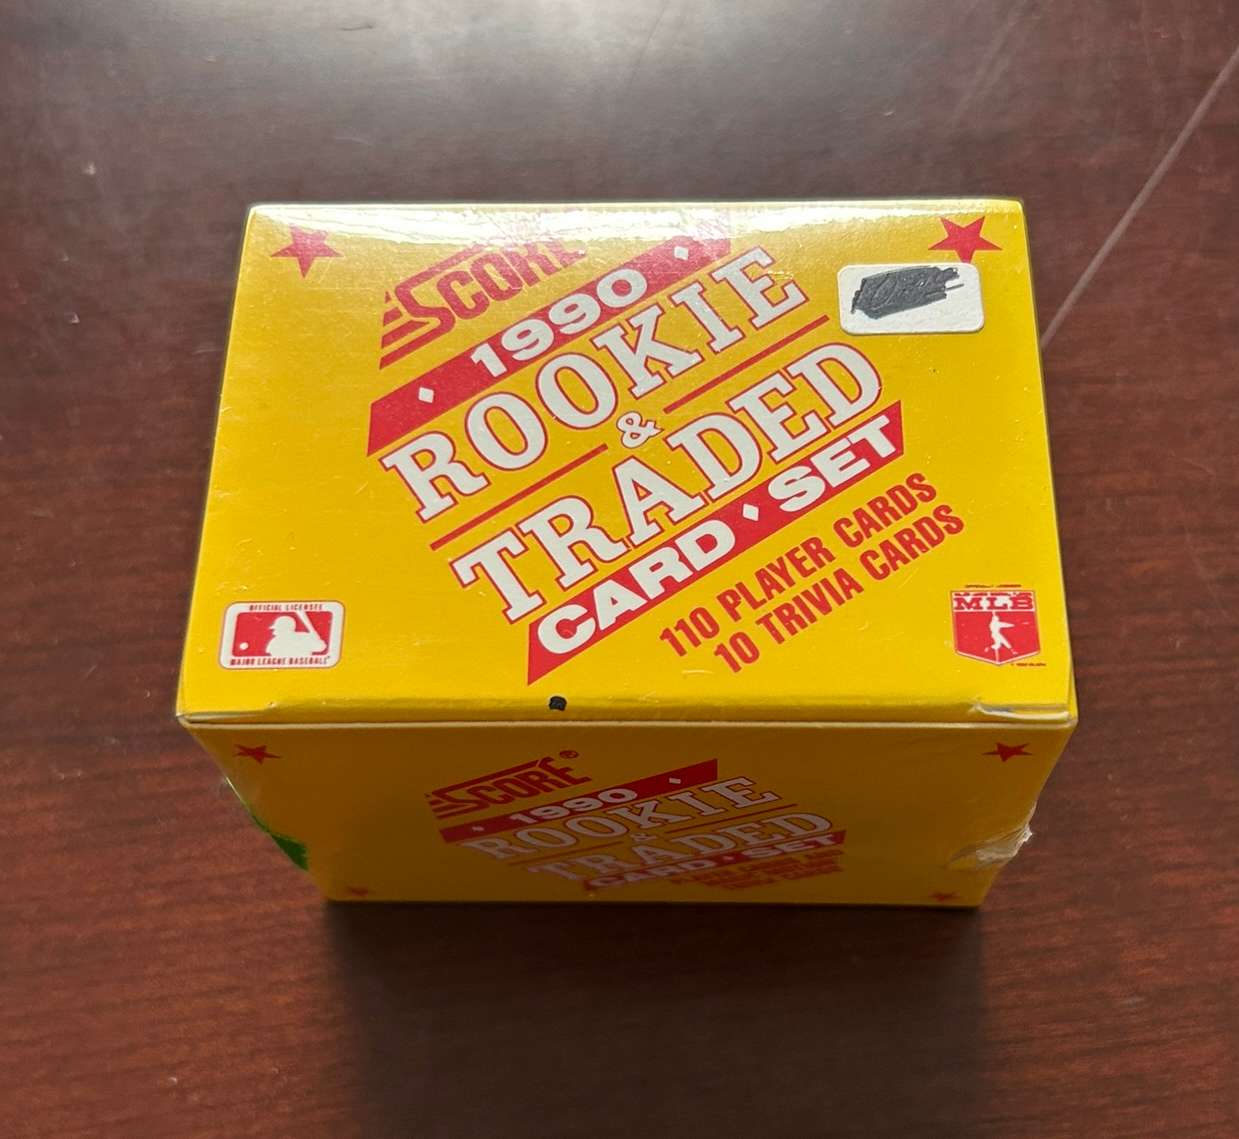 SCORE
1990
ROOKIE
&
TRADED
CARD • SET
110 PLAYER CARDS
10 TRIVIA CARDS
OFFICIAL LICENSEE
MAJOR LEAGUE BASEBALL
MLB
SCORE®
1990
ROOKIE
&
TRADED
CARD • SET